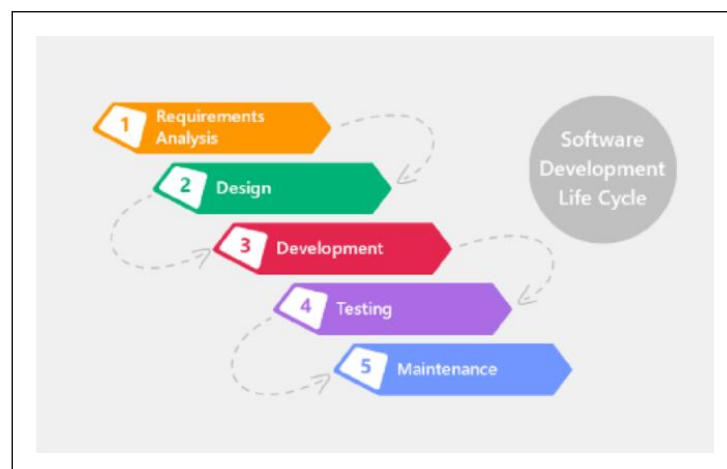 1
Requirements
Analysis
2
Design
3
Development
4
Testing
5
Maintenance
Software
Development
Life Cycle